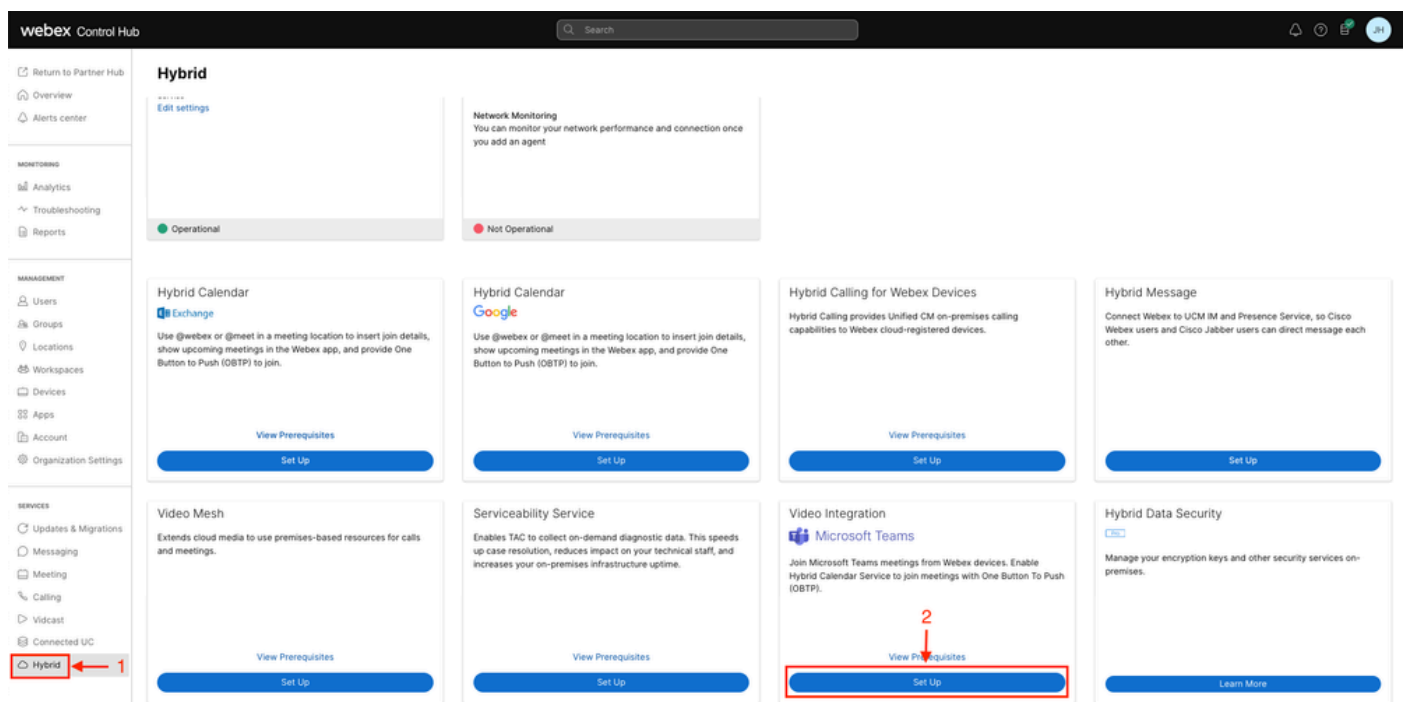 webex Control Hub
Search
JH
Return to Partner Hub
Overview
Alerts center
MONITORING
Analytics
Troubleshooting
Reports
MANAGEMENT
Users
Groups
Locations
Workspaces
Devices
Apps
Account
Organization Settings
SERVICES
Updates & Migrations
Messaging
Meeting
Calling
Vidcast
Connected UC
Hybrid
1
Hybrid
Edit settings
Operational
Network Monitoring
You can monitor your network performance and connection once
you add an agent
Not Operational
Hybrid Calendar
Exchange
Use @webex or @meet in a meeting location to insert join details,
show upcoming meetings in the Webex app, and provide One
Button to Push (OBTP) to join.
View Prerequisites
Set Up
Hybrid Calendar
Google
Use @webex or @meet in a meeting location to insert join details,
show upcoming meetings in the Webex app, and provide One
Button to Push (OBTP) to join.
View Prerequisites
Set Up
Hybrid Calling for Webex Devices
Hybrid Calling provides Unified CM on-premises calling
capabilities to Webex cloud-registered devices.
View Prerequisites
Set Up
Hybrid Message
Connect Webex to UCM IM and Presence Service, so Cisco
Webex users and Cisco Jabber users can direct message each
other.
Set Up
Video Mesh
Extends cloud media to use premises-based resources for calls
and meetings.
View Prerequisites
Set Up
Serviceability Service
Enables TAC to collect on-demand diagnostic data. This speeds
up case resolution, reduces impact on your technical staff, and
increases your on-premises infrastructure uptime.
View Prerequisites
Set Up
Video Integration
Microsoft Teams
Join Microsoft Teams meetings from Webex devices. Enable
Hybrid Calendar Service to join meetings with One Button To Push
(OBTP).
2
View Prerequisites
Set Up
Hybrid Data Security
Manage your encryption keys and other security services on-
premises.
Learn More